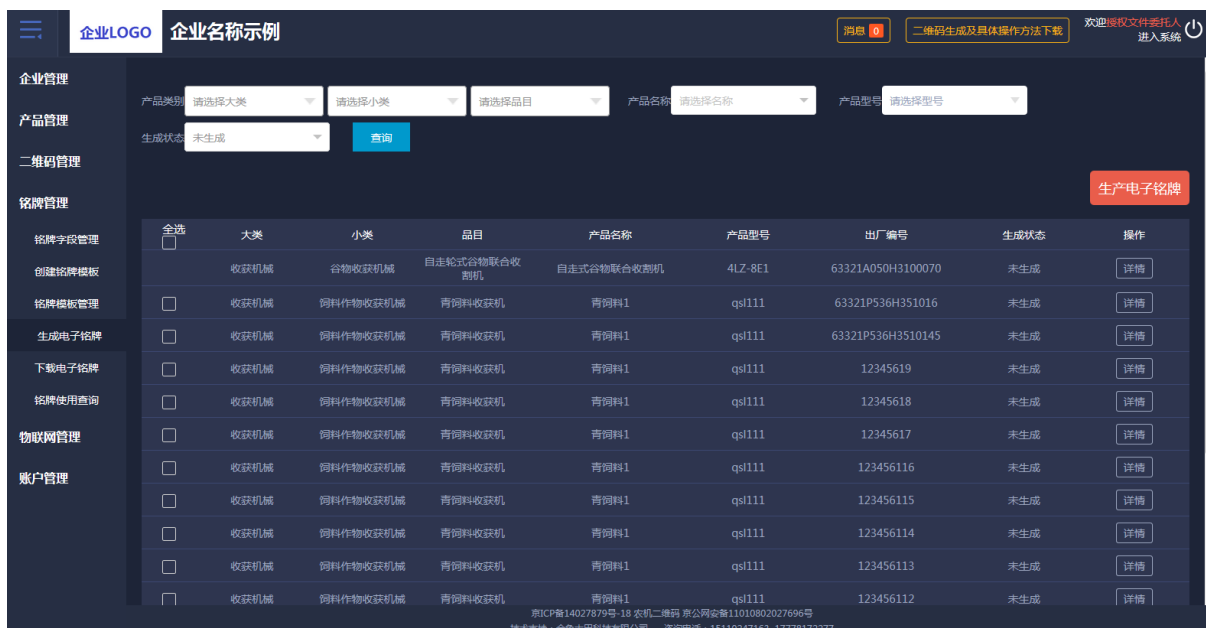 企业LOGO 企业名称示例 消息 0 二维码生成及具体操作方法下载 欢迎授权文件委托人
进入系统
企业管理
产品管理
二维码管理
铭牌管理
铭牌字段管理
创建铭牌模板
铭牌模板管理
生成电子铭牌
下载电子铭牌
铭牌使用查询
物联网管理
账户管理
产品类别 请选择大类 请选择小类 请选择品目 产品名称 请选择名称 产品型号 请选择型号
生成状态 未生成 查询
生产电子铭牌
全选 大类 小类 品目 产品名称 产品型号 出厂编号 生成状态 操作
收获机械 谷物收获机械 自走轮式谷物联合收割机 自走式谷物联合收割机 4LZ-8E1 63321A050H3100070 未生成 详情
收获机械 饲料作物收获机械 青饲料收获机 青饲料1 qsl111 63321P536H351016 未生成 详情
收获机械 饲料作物收获机械 青饲料收获机 青饲料1 qsl111 63321P536H3510145 未生成 详情
收获机械 饲料作物收获机械 青饲料收获机 青饲料1 qsl111 12345619 未生成 详情
收获机械 饲料作物收获机械 青饲料收获机 青饲料1 qsl111 12345618 未生成 详情
收获机械 饲料作物收获机械 青饲料收获机 青饲料1 qsl111 12345617 未生成 详情
收获机械 饲料作物收获机械 青饲料收获机 青饲料1 qsl111 123456116 未生成 详情
收获机械 饲料作物收获机械 青饲料收获机 青饲料1 qsl111 123456115 未生成 详情
收获机械 饲料作物收获机械 青饲料收获机 青饲料1 qsl111 123456114 未生成 详情
收获机械 饲料作物收获机械 青饲料收获机 青饲料1 qsl111 123456113 未生成 详情
收获机械 饲料作物收获机械 青饲料收获机 青饲料1 qsl111 123456112 未生成 详情
京ICP备14027879号-18 农机二维码 京公网安备11010802027696号